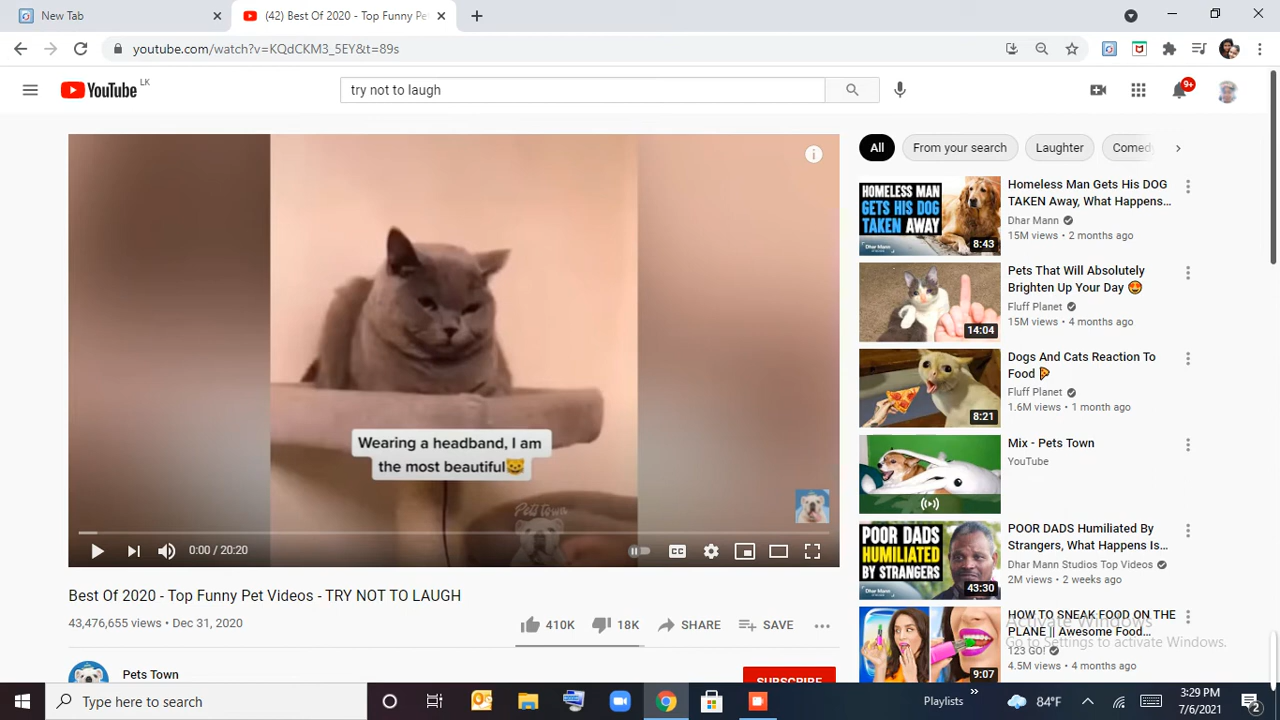 New Tab
(42) Best Of 2020 - Top Funny Pe
youtube.com/watch?v=KQdCKM3_5EY&t=89s
YouTube LK
try not to laugh
9+
All
From your search
Laughter
Comedy
HOMELESS MAN
GETS HIS DOG
TAKEN AWAY
Dhar Mann
8:43
Homeless Man Gets His DOG
TAKEN Away, What Happens...
Dhar Mann
15M views • 2 months ago
14:04
Pets That Will Absolutely
Brighten Up Your Day 😍
Fluff Planet
15M views • 4 months ago
8:21
Dogs And Cats Reaction To
Food 🍕
Fluff Planet
1.6M views • 1 month ago
Mix - Pets Town
YouTube
POOR DADS
HUMILIATED
BY STRANGERS
43:30
POOR DADS Humiliated By
Strangers, What Happens Is...
Dhar Mann Studios Top Videos
2M views • 2 weeks ago
9:07
HOW TO SNEAK FOOD ON THE
PLANE || Awesome Food...
123 GO!
4.5M views • 4 months ago
Wearing a headband, I am
the most beautiful😺
Pets town
0:00 / 20:20
CC
Best Of 2020 - Top Funny Pet Videos - TRY NOT TO LAUGH
43,476,655 views • Dec 31, 2020
410K
18K
SHARE
SAVE
Pets Town
SUBSCRIBE
Activate Windows
Go to Settings to activate Windows.
Type here to search
Playlists
»
84°F
3:29 PM
7/6/2021
2